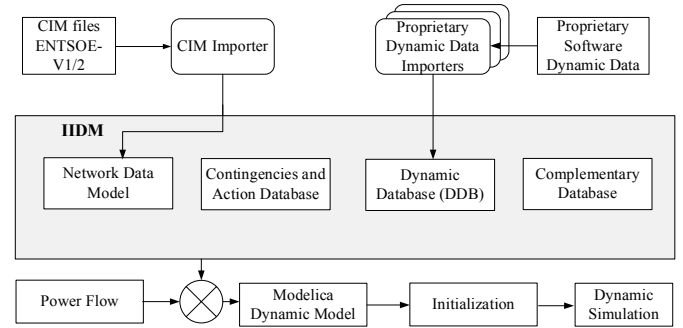 CIM files
ENTSOE-
V1/2
CIM Importer
Proprietary
Dynamic Data
Importers
Proprietary
Software
Dynamic Data
IIDM
Network Data
Model
Contingencies and
Action Database
Dynamic
Database (DDB)
Complementary
Database
Power Flow
Modelica
Dynamic Model
Initialization
Dynamic
Simulation